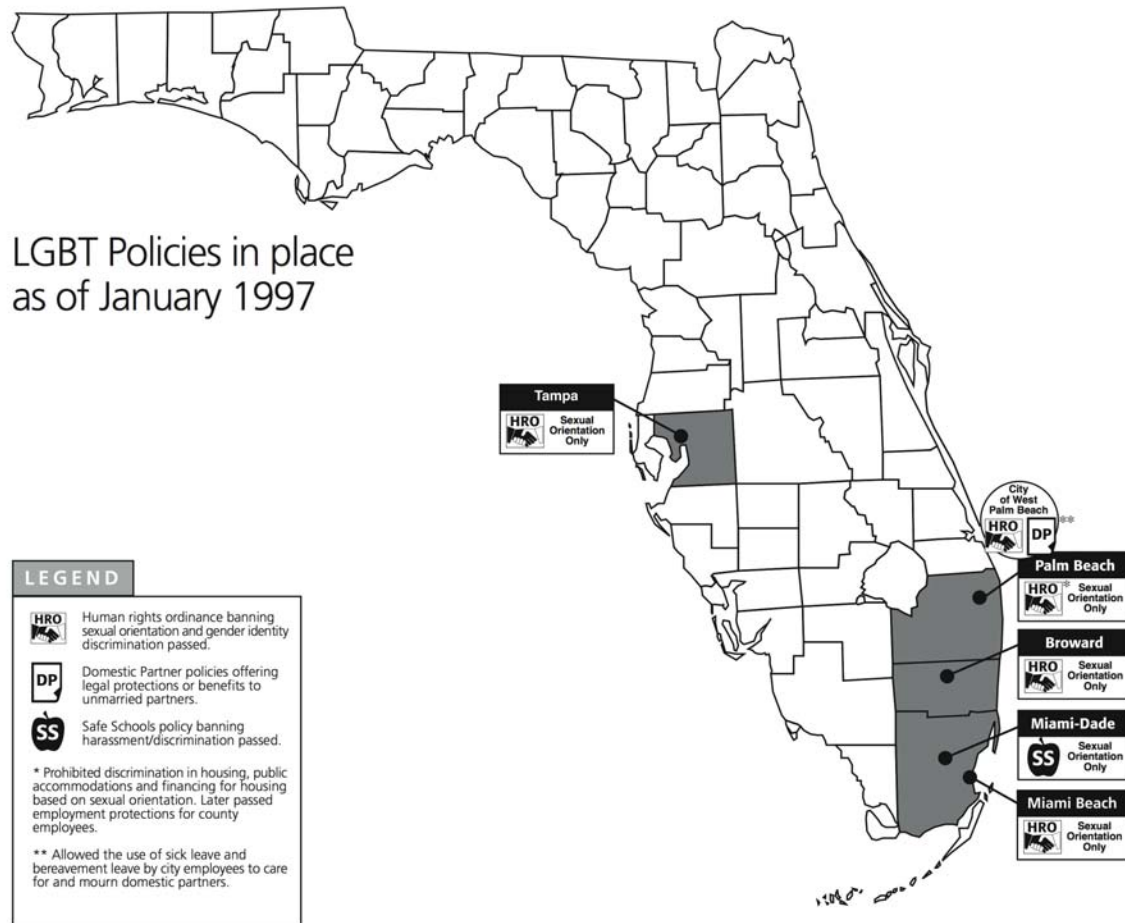 LGBT Policies in place
as of January 1997
Tampa
HRO
Sexual
Orientation
Only
City
of West
Palm Beach
HRO
DP
**
Palm Beach
HRO
*
Sexual
Orientation
Only
Broward
HRO
Sexual
Orientation
Only
Miami-Dade
SS
Sexual
Orientation
Only
Miami Beach
HRO
Sexual
Orientation
Only
LEGEND
HRO
Human rights ordinance banning
sexual orientation and gender identity
discrimination passed.
DP
Domestic Partner policies offering
legal protections or benefits to
unmarried partners.
SS
Safe Schools policy banning
harassment/discrimination passed.
* Prohibited discrimination in housing, public
accommodations and financing for housing
based on sexual orientation. Later passed
employment protections for county
employees.
** Allowed the use of sick leave and
bereavement leave by city employees to care
for and mourn domestic partners.